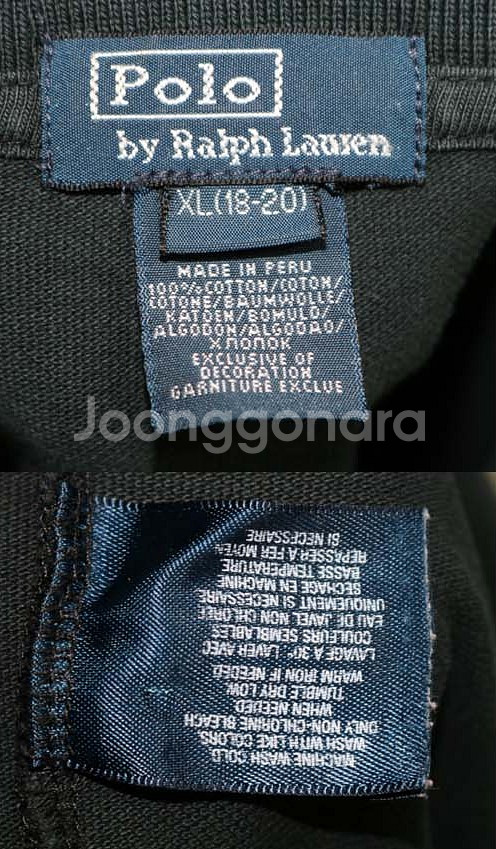 Polo
by Ralph Lauren
XL(18-20)
MADE IN PERU
100% COTTON/COTON/
COTONE/BAUMWOLLE/
KATOEN/BOMULD/
ALGODON/ALGODAO/
ХЛОПОК
EXCLUSIVE OF
DECORATION
GARNITURE EXCLUE
Joonggonara
MACHINE WASH COLD.
WASH WITH LIKE COLORS.
ONLY NON-CHLORINE BLEACH
WHEN NEEDED.
TUMBLE DRY LOW.
WARM IRON IF NEEDED.
LAVAGE A 30°. LAVER AVEC
COULEURS SEMBLABLES
EAU DE JAVEL NON CHLOREE
UNIQUEMENT SI NECESSAIRE
SECHAGE EN MACHINE
BASSE TEMPERATURE
REPASSER A FER MOYEN
SI NECESSAIRE